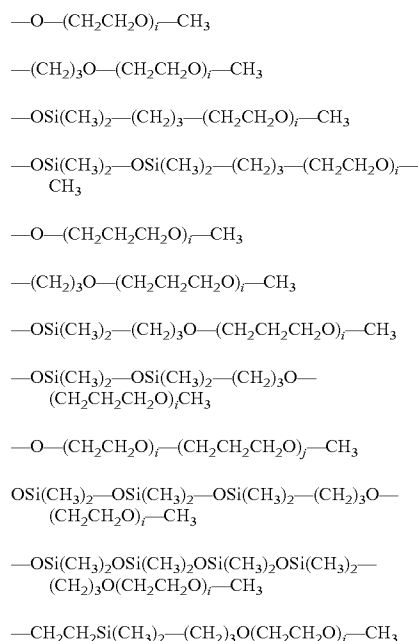 —O—(CH₂CH₂O)ᵢ—CH₃
—(CH₂)₃O—(CH₂CH₂O)ᵢ—CH₃
—OSi(CH₃)₂—(CH₂)₃—(CH₂CH₂O)ᵢ—CH₃
—OSi(CH₃)₂—OSi(CH₃)₂—(CH₂)₃—(CH₂CH₂O)ᵢ—
CH₃
—O—(CH₂CH₂CH₂O)ᵢ—CH₃
—(CH₂)₃O—(CH₂CH₂CH₂O)ᵢ—CH₃
—OSi(CH₃)₂—(CH₂)₃O—(CH₂CH₂CH₂O)ᵢ—CH₃
—OSi(CH₃)₂—OSi(CH₃)₂—(CH₂)₃O—
(CH₂CH₂CH₂O)ᵢCH₃
—O—(CH₂CH₂O)ᵢ—(CH₂CH₂CH₂O)ⱼ—CH₃
OSi(CH₃)₂—OSi(CH₃)₂—OSi(CH₃)₂—(CH₂)₃O—
(CH₂CH₂O)ᵢ—CH₃
—OSi(CH₃)₂OSi(CH₃)₂OSi(CH₃)₂OSi(CH₃)₂—
(CH₂)₃O(CH₂CH₂O)ᵢ—CH₃
—CH₂CH₂Si(CH₃)₂—(CH₂)₃O(CH₂CH₂O)ᵢ—CH₃